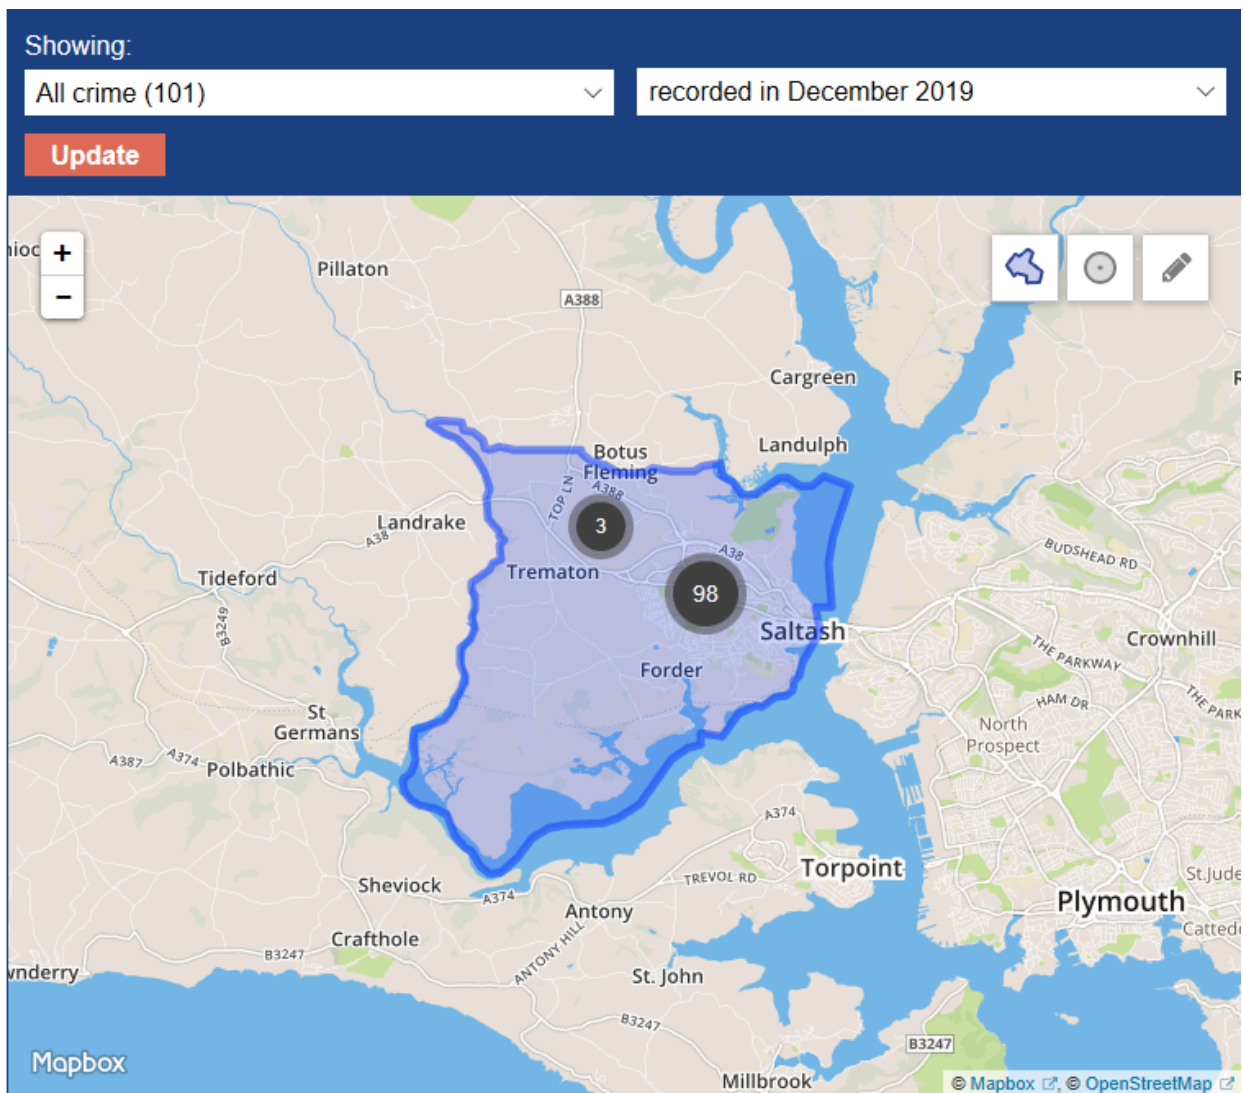 Showing:
All crime (101)
recorded in December 2019
Update
+
−
Pillaton
A388
Cargreen
Landulph
Botus
Fleming
TOP LN
A388
3
Landrake
A38
A38
Trematon
98
Tideford
B3249
Saltash
BUDSHEAD RD
Crownhill
THE PARKWAY
THE PARK
Forder
HAM DR
North
Prospect
St
Germans
A387
A374
Polbathic
A374
TREVOL RD
Torpoint
St.Jude
Sheviock
A374
Antony
Plymouth
Catted
Crafthole
B3247
ANTONY HILL
wnderry
St. John
B3247
B3247
Mapbox
Millbrook
© Mapbox, © OpenStreetMap